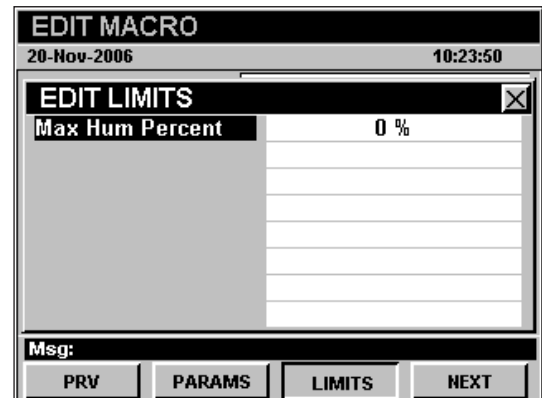 EDIT MACRO
20-Nov-2006 10:23:50
EDIT LIMITS
Max Hum Percent 0 %
Msg:
PRV PARAMS LIMITS NEXT